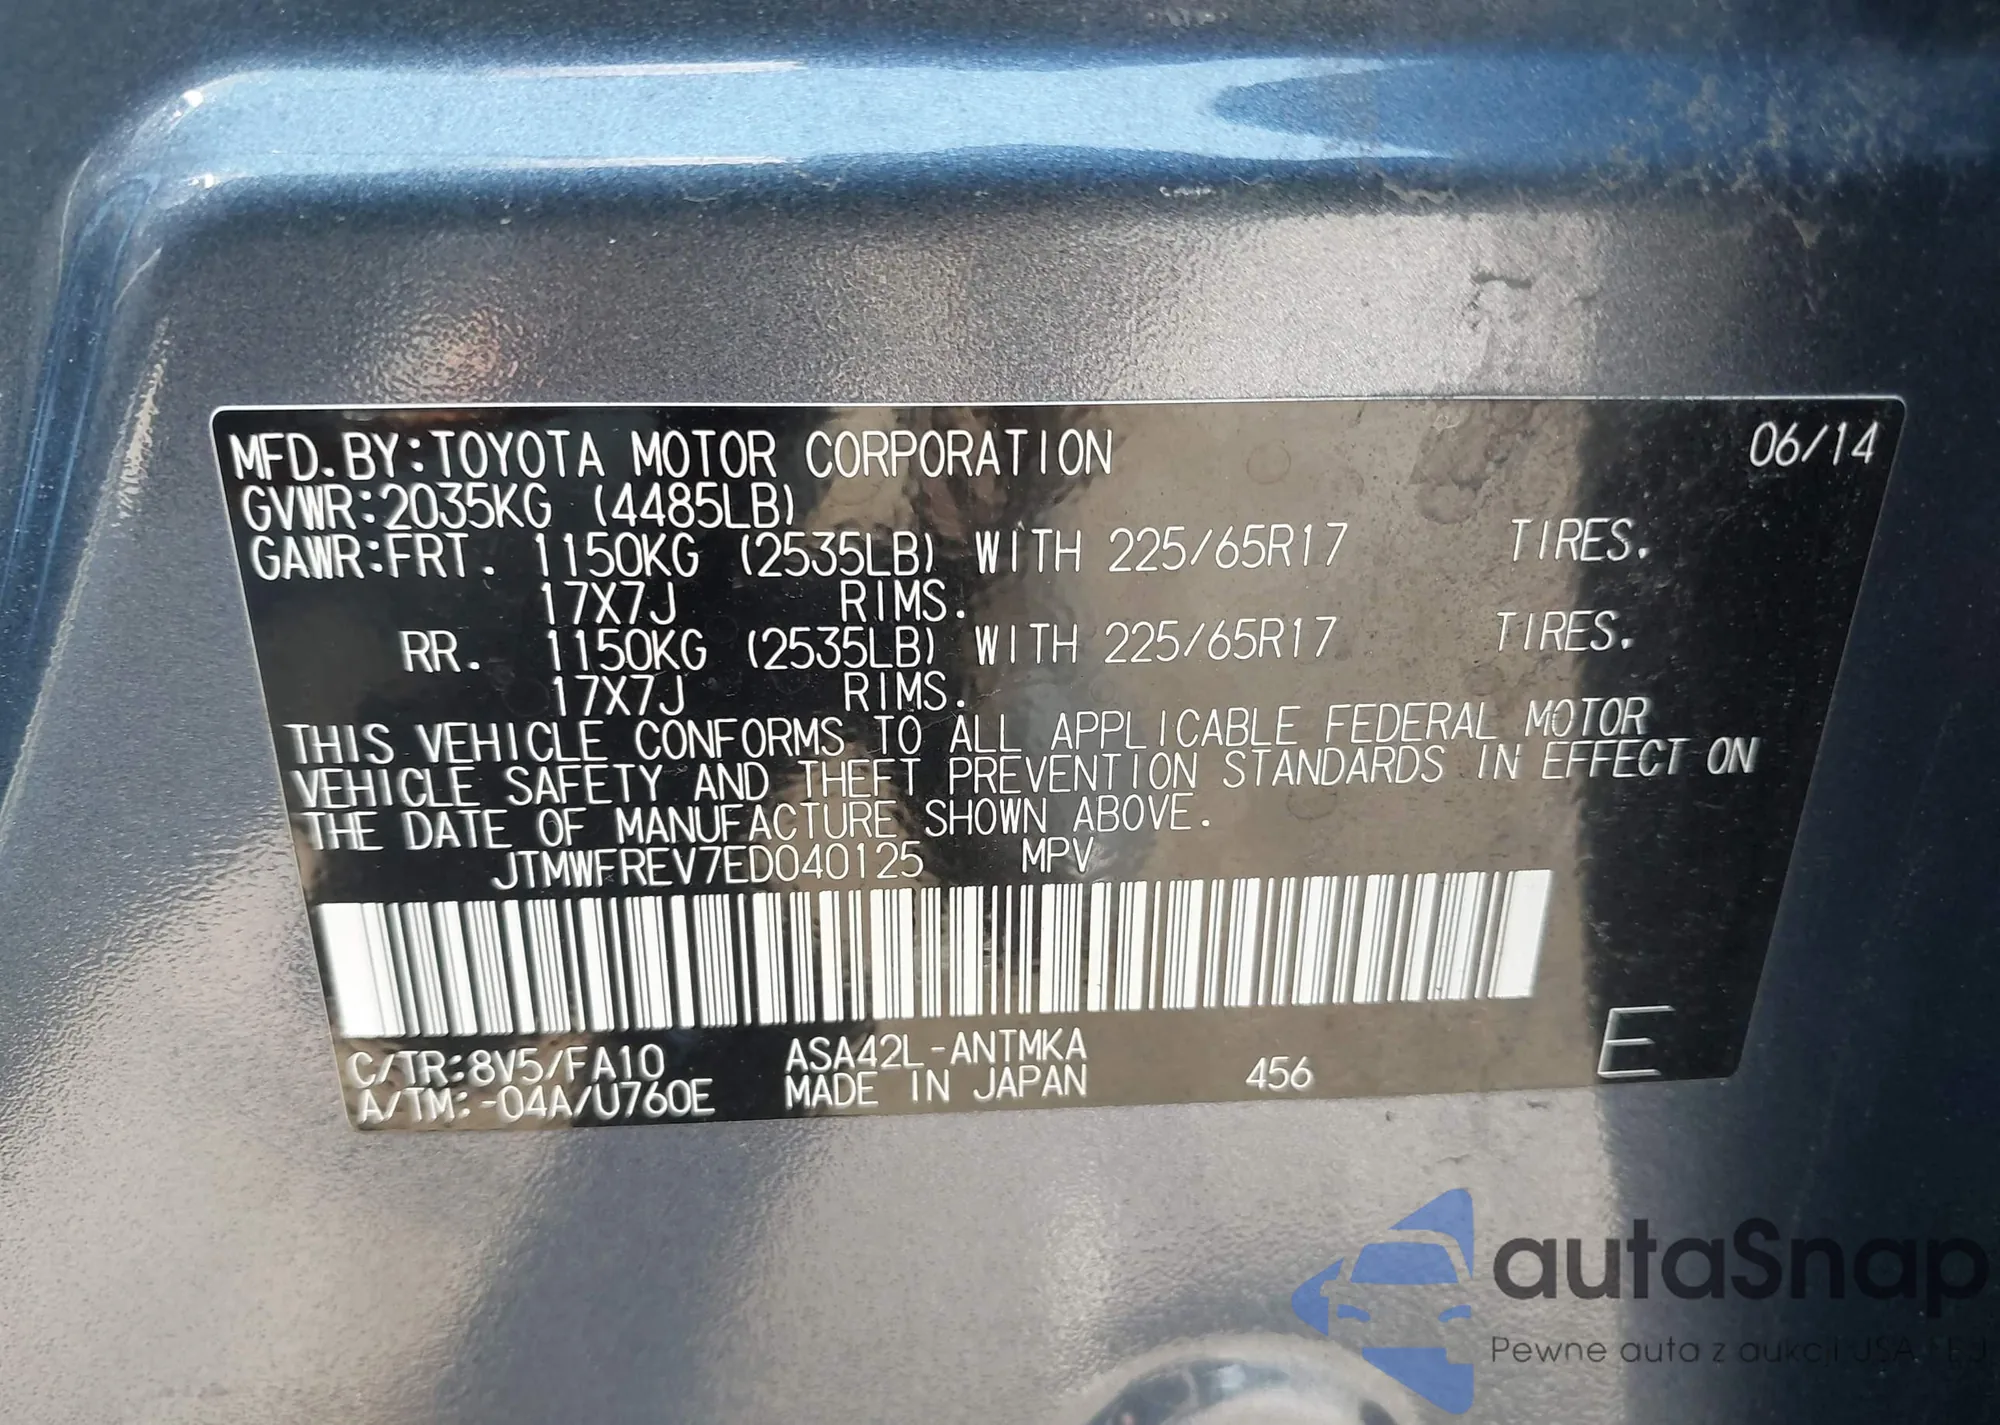 MFD.BY:TOYOTA MOTOR CORPORATION 06/14
GVWR:2035KG (4485LB)
GAWR:FRT. 1150KG (2535LB) WITH 225/65R17 TIRES.
17X7J RIMS.
RR. 1150KG (2535LB) WITH 225/65R17 TIRES.
17X7J RIMS.
THIS VEHICLE CONFORMS TO ALL APPLICABLE FEDERAL MOTOR
VEHICLE SAFETY AND THEFT PREVENTION STANDARDS IN EFFECT ON
THE DATE OF MANUFACTURE SHOWN ABOVE.
JTMWFREV7ED040125 MPV
C/TR:8V5/FA10 ASA42L-ANTMKA
A/TM:-04A/U760E MADE IN JAPAN 456 E
autaSnap
Pewne auta z aukcji USA i EU